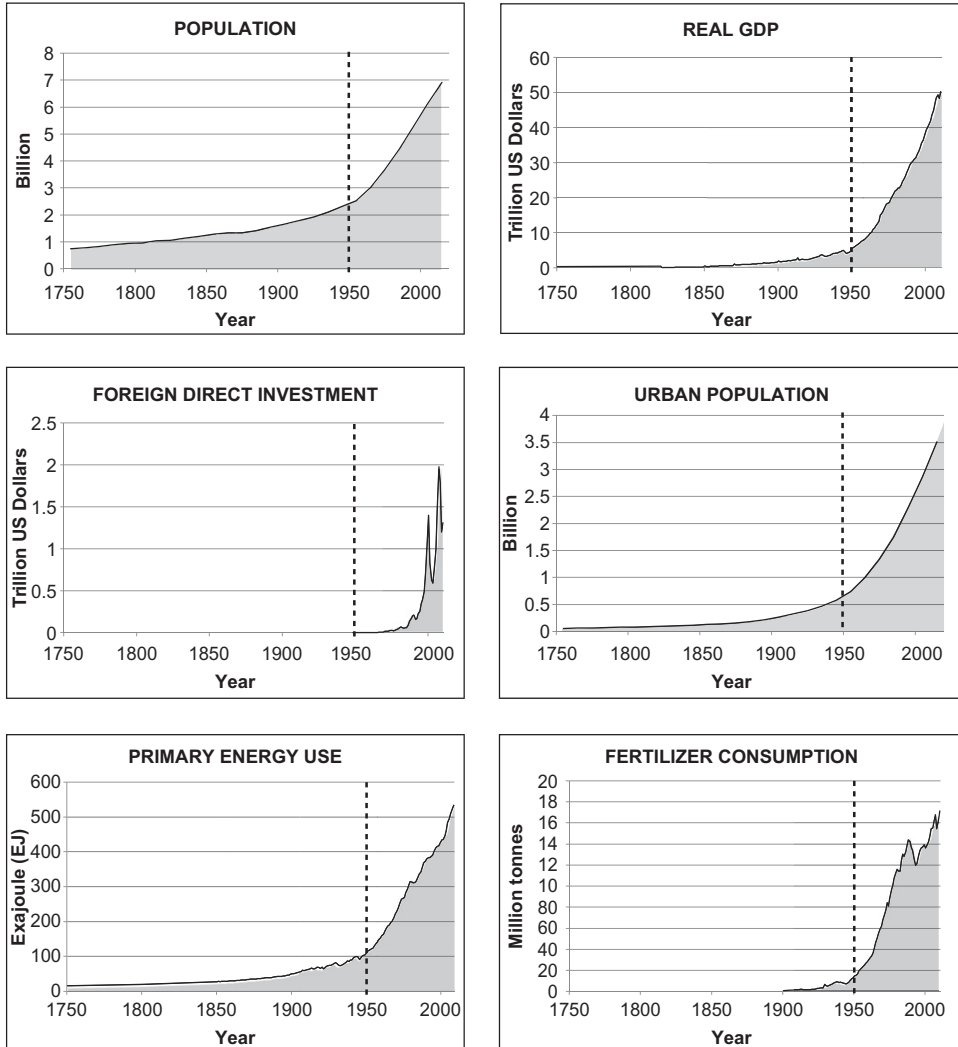 POPULATION
8
7
6
5
4
3
2
1
0
Billion
1750 1800 1850 1900 1950 2000
Year
REAL GDP
60
50
40
30
20
10
0
Trillion US Dollars
1750 1800 1850 1900 1950 2000
Year
FOREIGN DIRECT INVESTMENT
2.5
2
1.5
1
0.5
0
Trillion US Dollars
1750 1800 1850 1900 1950 2000
Year
URBAN POPULATION
4
3.5
3
2.5
2
1.5
1
0.5
0
Billion
1750 1800 1850 1900 1950 2000
Year
PRIMARY ENERGY USE
600
500
400
300
200
100
0
Exajoule (EJ)
1750 1800 1850 1900 1950 2000
Year
FERTILIZER CONSUMPTION
20
18
16
14
12
80
60
40
20
0
Million tonnes
1750 1800 1850 1900 1950 2000
Year